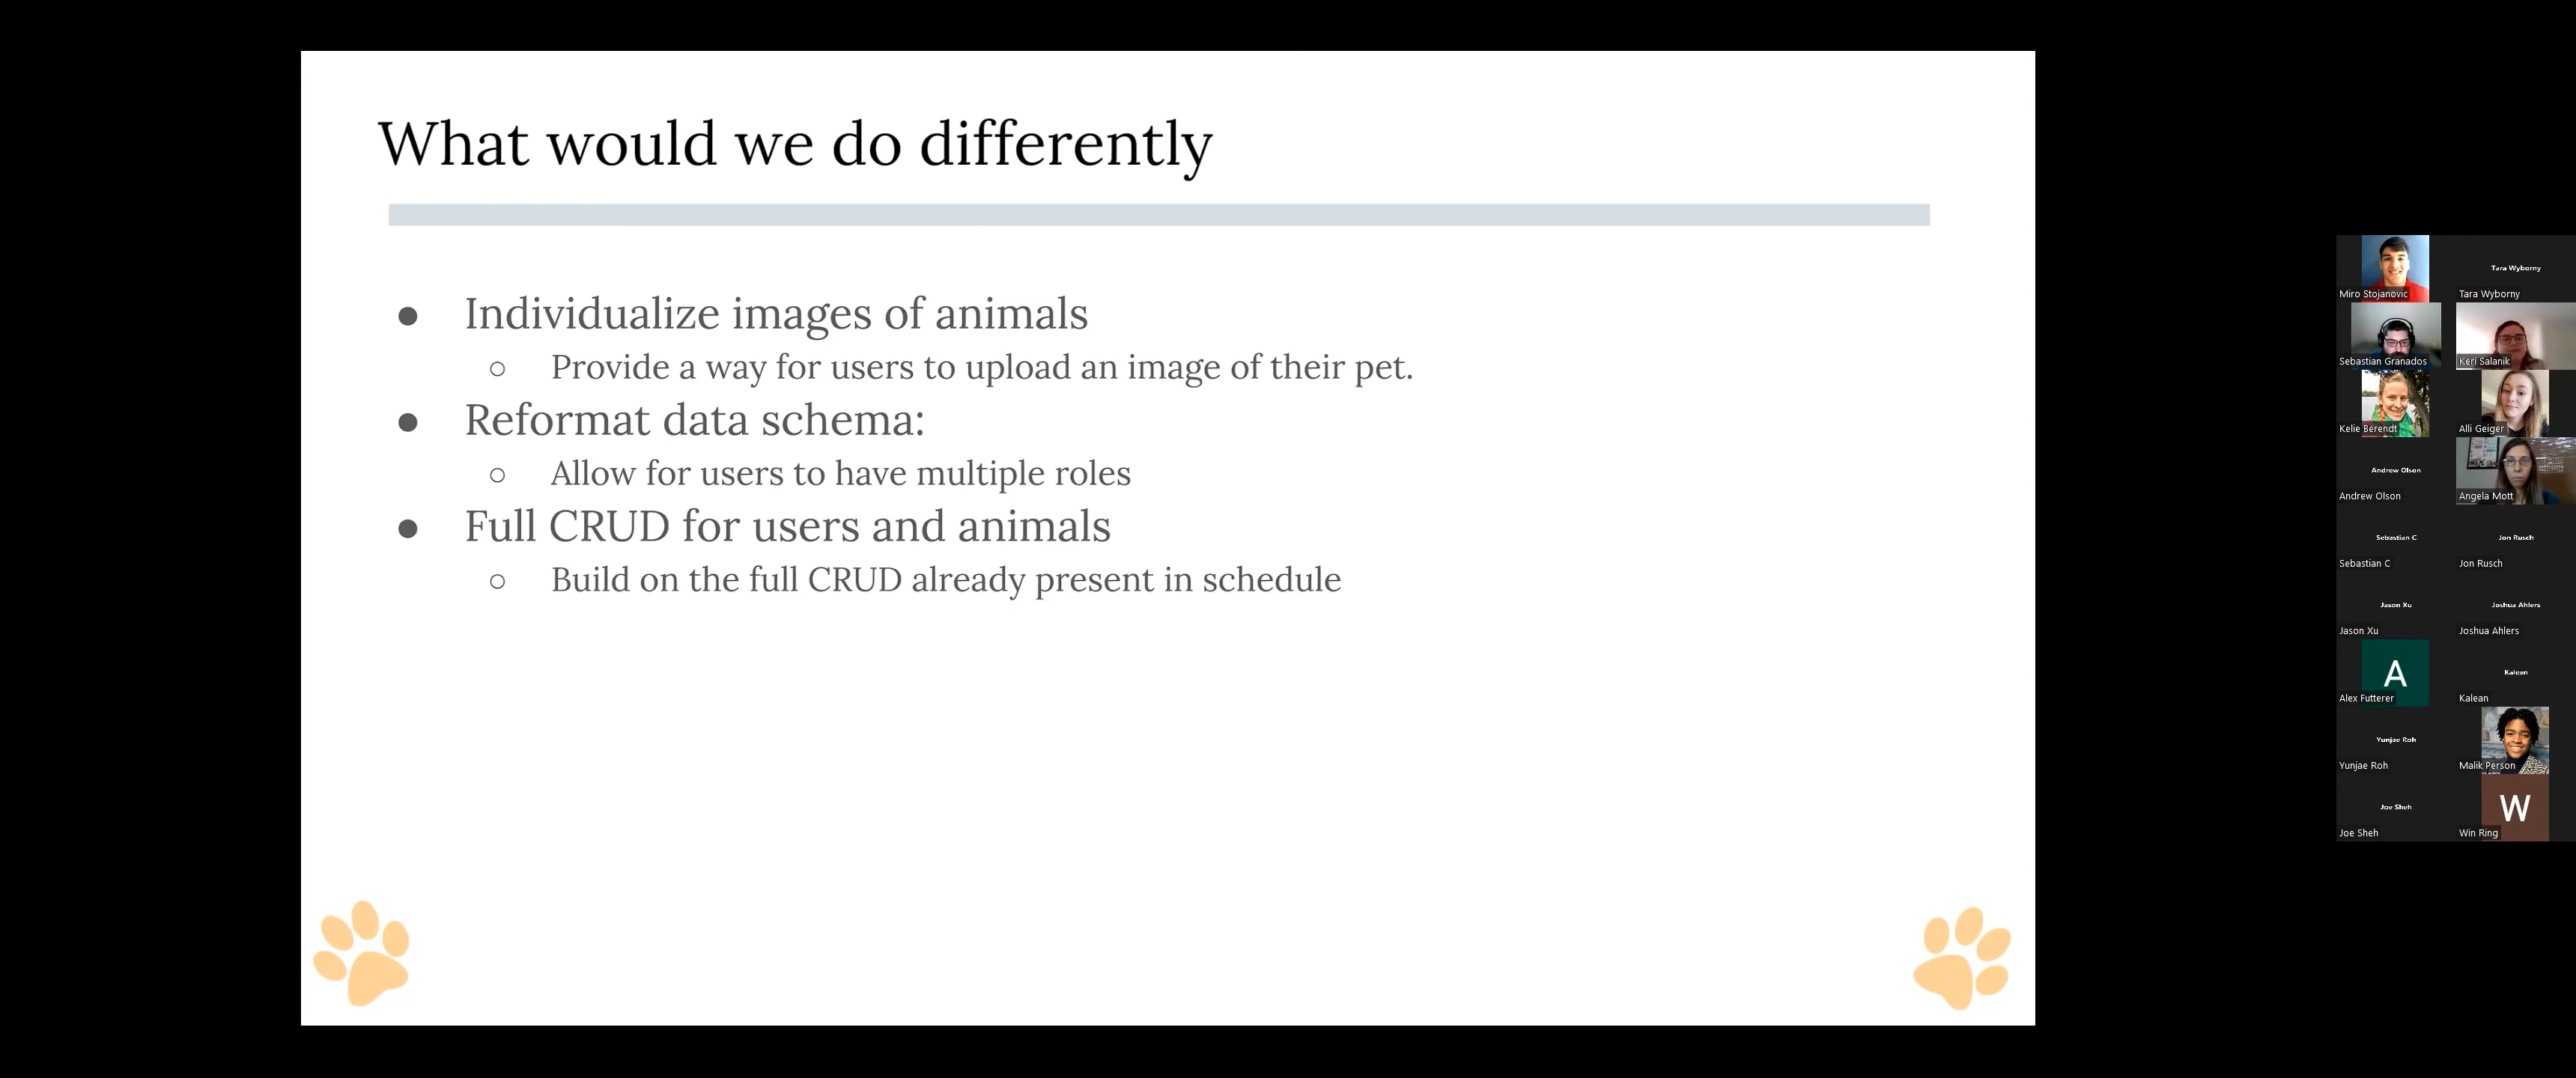 What would we do differently
● Individualize images of animals
○ Provide a way for users to upload an image of their pet.
● Reformat data schema:
○ Allow for users to have multiple roles
● Full CRUD for users and animals
○ Build on the full CRUD already present in schedule
Miro Stojanovic
Tara Wyborny
Tara Wyborny
Sebastian Granados
Keri Salanik
Kelie Berendt
Alli Geiger
Andrew Olson
Andrew Olson
Angela Mott
Sebastian C
Sebastian C
Jon Rusch
Jon Rusch
Jason Xu
Jason Xu
Joshua Ahlers
Joshua Ahlers
A
Alex Futterer
Kalean
Kalean
Yunjae Roh
Yunjae Roh
Malik Person
Joe Sheh
Joe Sheh
W
Win Ring